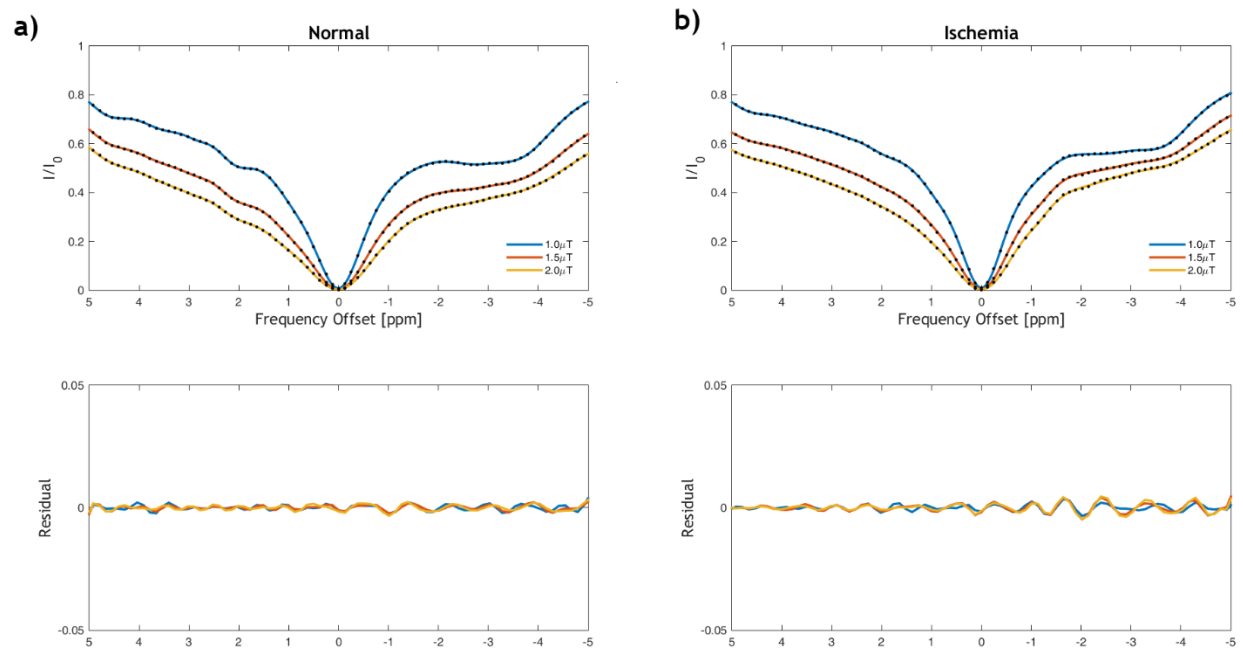 a)
Normal
1
0.8
0.6
0.4
0.2
0
I/I0
1.0μT
1.5μT
2.0μT
5 4 3 2 1 0 -1 -2 -3 -4 -5
Frequency Offset [ppm]
b)
Ischemia
1
0.8
0.6
0.4
0.2
0
I/I0
1.0μT
1.5μT
2.0μT
5 4 3 2 1 0 -1 -2 -3 -4 -5
Frequency Offset [ppm]
0.05
0
-0.05
Residual
5 4 3 2 1 0 -1 -2 -3 -4 -5
0.05
0
-0.05
Residual
5 4 3 2 1 0 -1 -2 -3 -4 -5